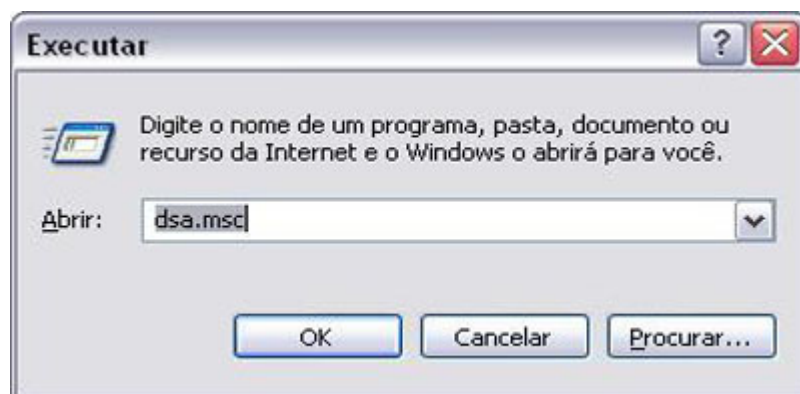 Executar
Digite o nome de um programa, pasta, documento ou
recurso da Internet e o Windows o abrirá para você.
Abrir: dsa.msc
OK Cancelar Procurar...